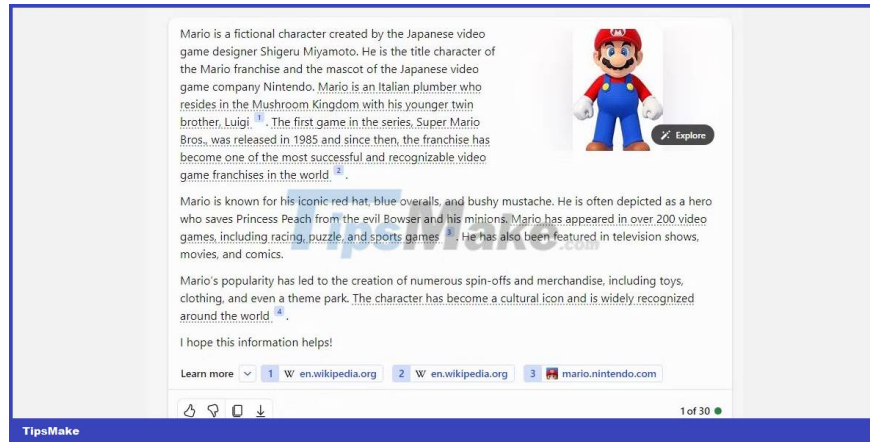 Mario is a fictional character created by the Japanese video
game designer Shigeru Miyamoto. He is the title character of
the Mario franchise and the mascot of the Japanese video
game company Nintendo. Mario is an Italian plumber who
resides in the Mushroom Kingdom with his younger twin
brother, Luigi 1 . The first game in the series, Super Mario
Bros., was released in 1985 and since then, the franchise has
become one of the most successful and recognizable video
game franchises in the world 2 .
M
Explore
Mario is known for his iconic red hat, blue overalls, and bushy mustache. He is often depicted as a hero
who saves Princess Peach from the evil Bowser and his minions. Mario has appeared in over 200 video
games, including racing, puzzle, and sports games 3 . He has also been featured in television shows,
movies, and comics.
TipsMake.com
Mario's popularity has led to the creation of numerous spin-offs and merchandise, including toys,
clothing, and even a theme park. The character has become a cultural icon and is widely recognized
around the world 4 .
I hope this information helps!
Learn more 1 W en.wikipedia.org 2 W en.wikipedia.org 3 mario.nintendo.com
1 of 30
TipsMake